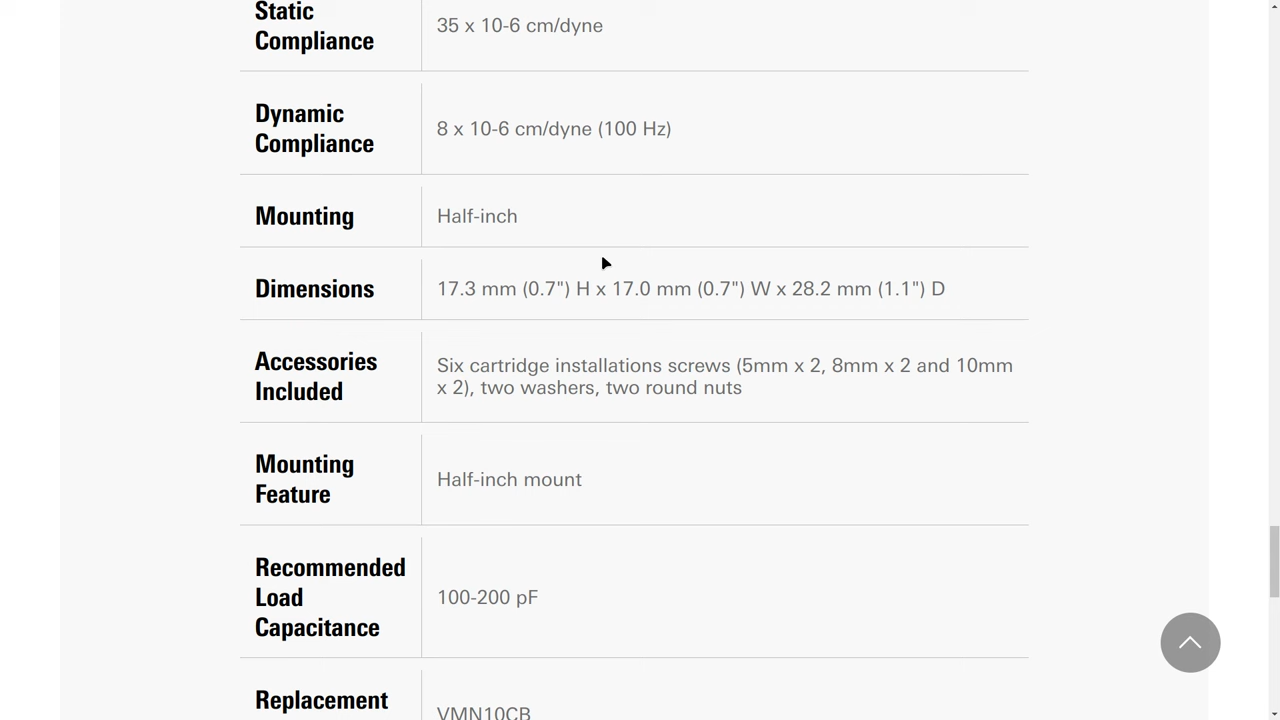 Static
Compliance
35 x 10-6 cm/dyne
Dynamic
Compliance
8 x 10-6 cm/dyne (100 Hz)
Mounting
Half-inch
Dimensions
17.3 mm (0.7") H x 17.0 mm (0.7") W x 28.2 mm (1.1") D
Accessories
Included
Six cartridge installations screws (5mm x 2, 8mm x 2 and 10mm
x 2), two washers, two round nuts
Mounting
Feature
Half-inch mount
Recommended
Load
Capacitance
100-200 pF
Replacement
VMN10CB